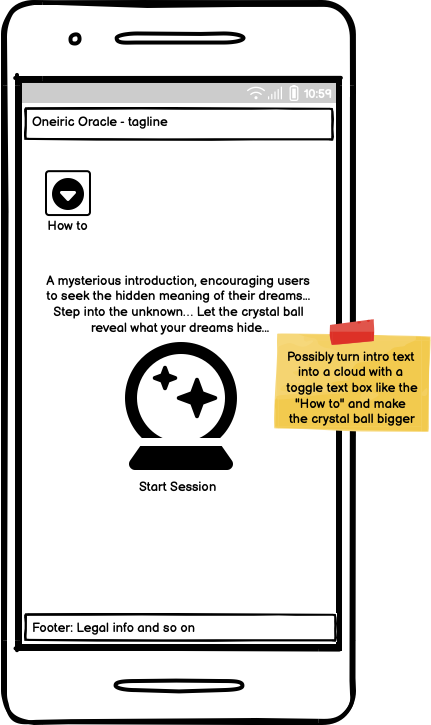 10:59
Oneiric Oracle - tagline
How to
A mysterious introduction, encouraging users
to seek the hidden meaning of their dreams...
Step into the unknown... Let the crystal ball
reveal what your dreams hide...
Possibly turn intro text
into a cloud with a
toggle text box like the
"How to" and make
the crystal ball bigger
Start Session
Footer: Legal info and so on